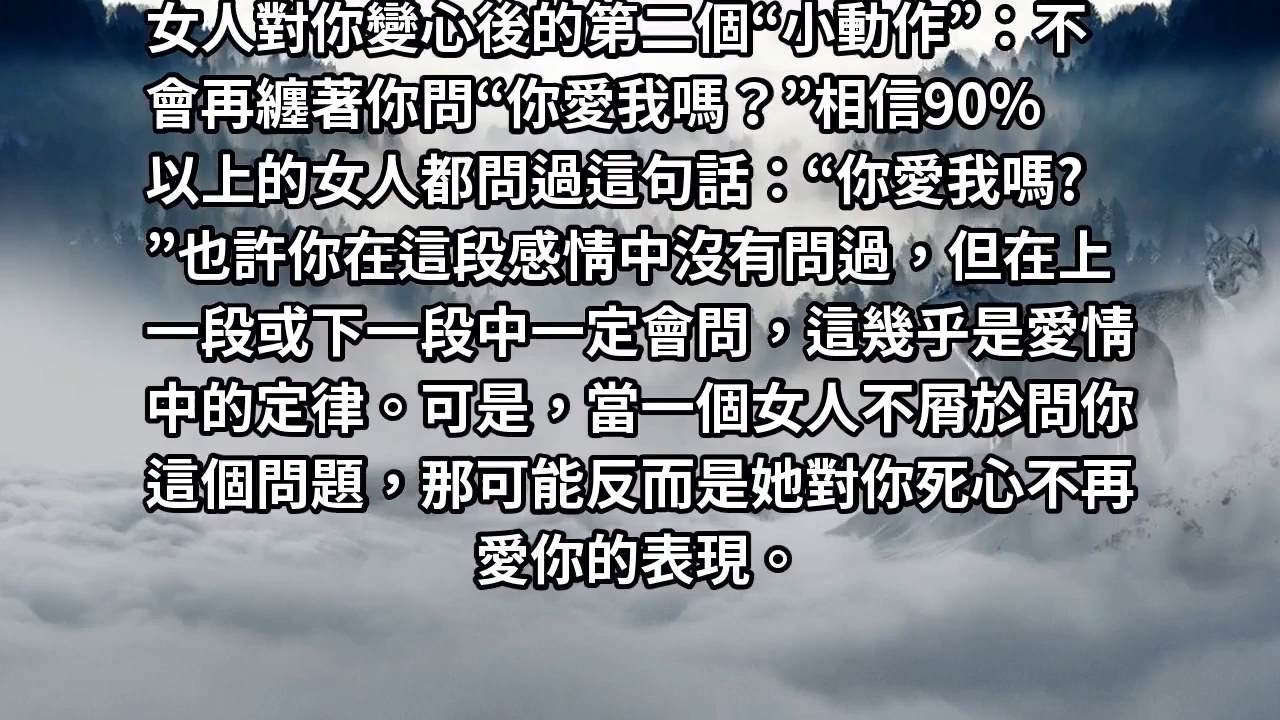 女人對你變心後的第二個“小動作”：不
會再纏著你問“你愛我嗎？”相信90%
以上的女人都問過這句話：“你愛我嗎?
”也許你在這段感情中沒有問過，但在上
一段或下一段中一定會問，這幾乎是愛情
中的定律。可是，當一個女人不屑於問你
這個問題，那可能反而是她對你死心不再
愛你的表現。